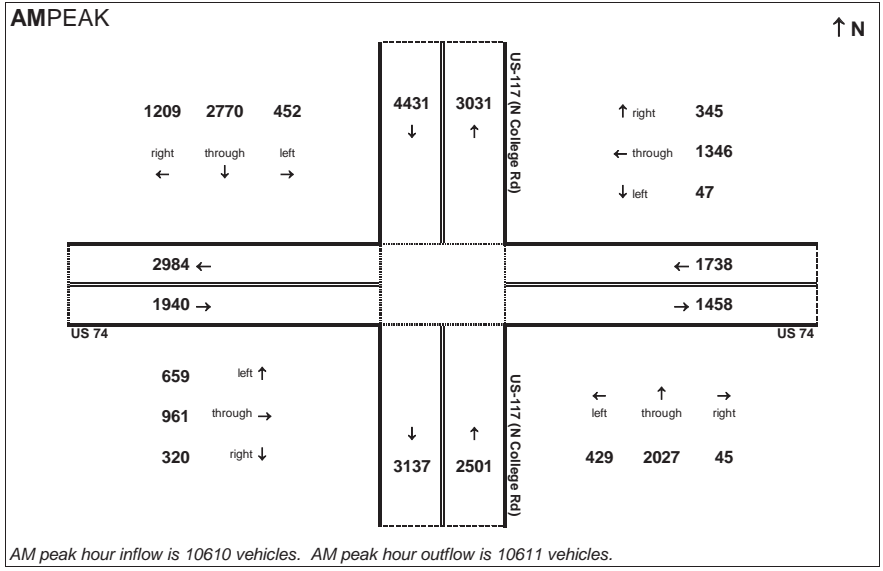 AMPEAK
↑ N
1209 2770 452
right through left
← ↓ →
4431 3031
↓ ↑
US-117 (N College Rd)
↑ right 345
← through 1346
↓ left 47
2984 ←
← 1738
1940 →
→ 1458
US 74
US 74
659 left ↑
961 through →
320 right ↓
↓ ↑
3137 2501
US-117 (N College Rd)
← ↑ →
left through right
429 2027 45
AM peak hour inflow is 10610 vehicles. AM peak hour outflow is 10611 vehicles.